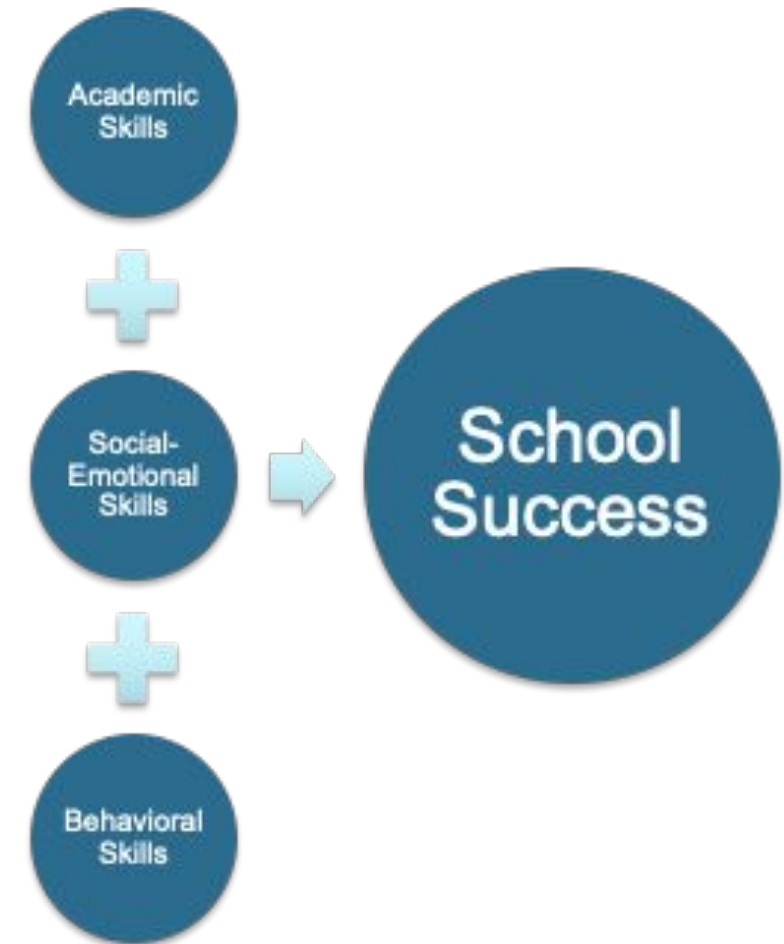 Academic
Skills
Social-
Emotional
Skills
Behavioral
Skills
School
Success